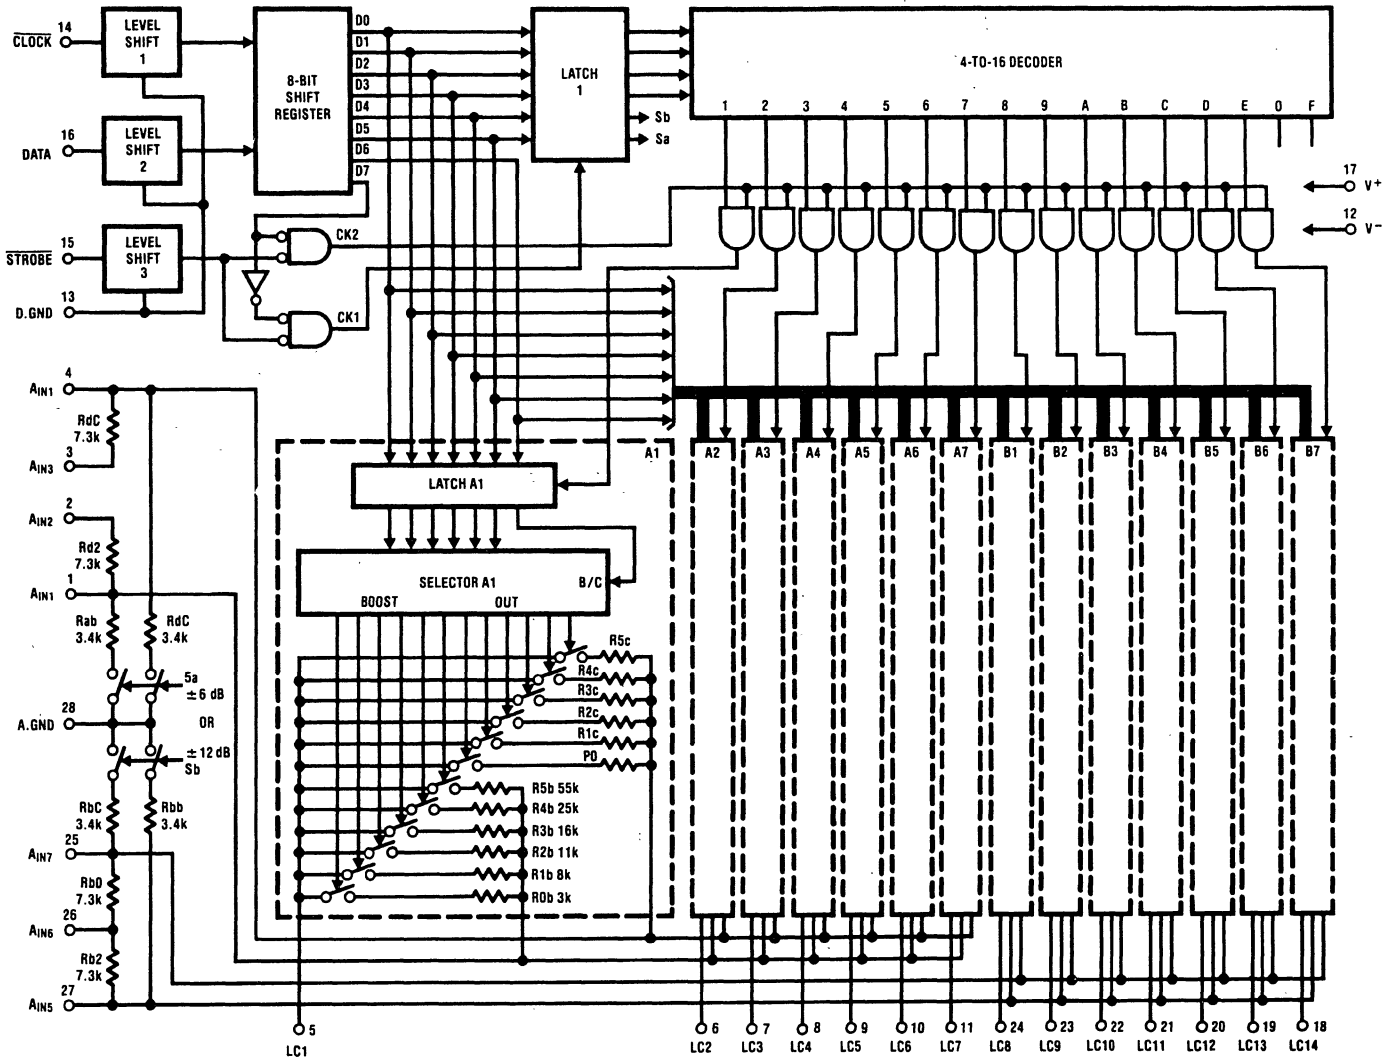 14
CLOCK
LEVEL
SHIFT
1
16
DATA
LEVEL
SHIFT
2
15
STROBE
LEVEL
SHIFT
3
13
D.GND
8-BIT
SHIFT
REGISTER
D0
D1
D2
D3
D4
D5
D6
D7
CK2
CK1
LATCH
1
Sb
Sa
4-TO-16 DECODER
1 2 3 4 5 6 7 8 9 A B C D E 0 F
17
V+
12
V−
4
AIN1
RdC
7.3k
3
AIN3
2
AIN2
Rd2
7.3k
1
AIN1
Rab
3.4k
RdC
3.4k
5a
±6 dB
28
A.GND
OR
±12 dB
Sb
RbC
3.4k
Rbb
3.4k
25
AIN7
Rb0
7.3k
26
AIN6
Rb2
7.3k
27
AIN5
A1
LATCH A1
SELECTOR A1
B/C
BOOST
OUT
R5c
R4c
R3c
R2c
R1c
P0
R5b 55k
R4b 25k
R3b 16k
R2b 11k
R1b 8k
R0b 3k
A2 A3 A4 A5 A6 A7 B1 B2 B3 B4 B5 B6 B7
5 6 7 8 9 10 11 24 23 22 21 20 19 18
LC1 LC2 LC3 LC4 LC5 LC6 LC7 LC8 LC9 LC10 LC11 LC12 LC13 LC14